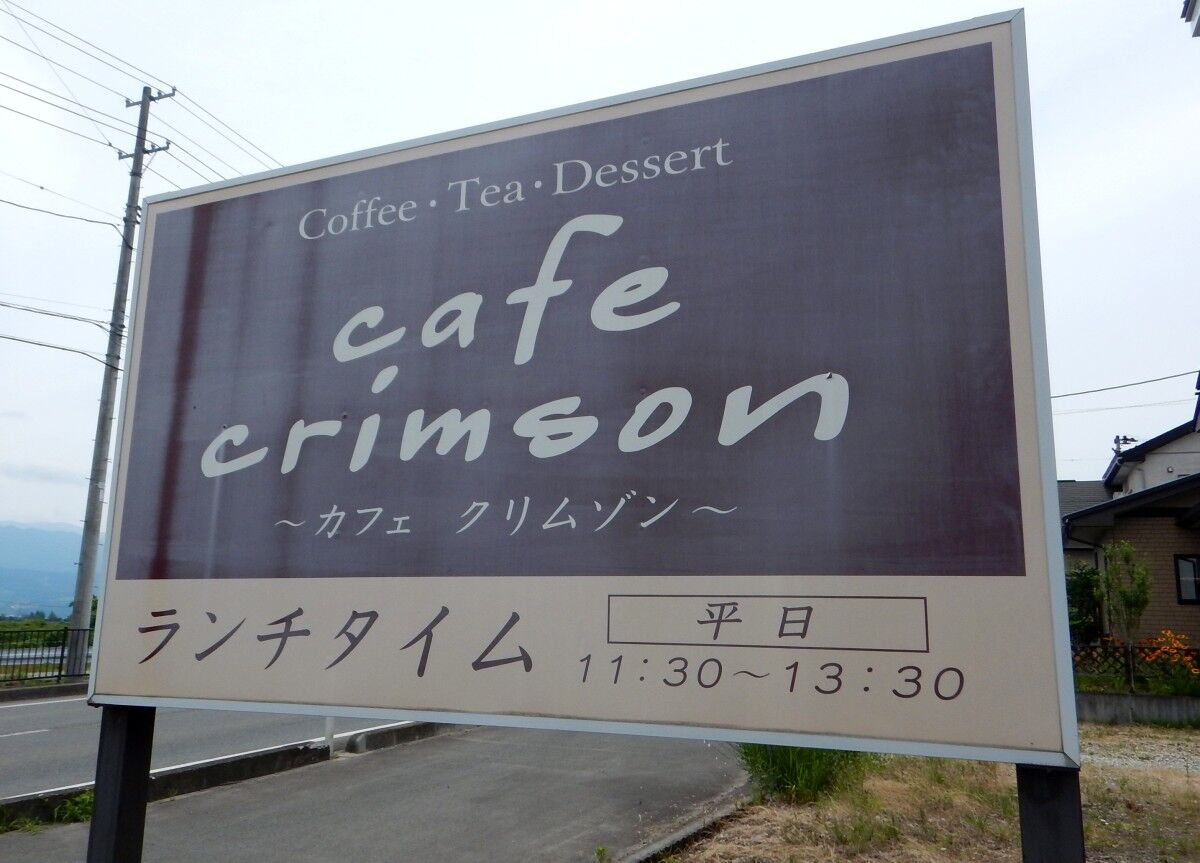 Coffee・Tea・Dessert
cafe
crimson
～カフェ クリムゾン～
ランチタイム
平日
11:30～13:30